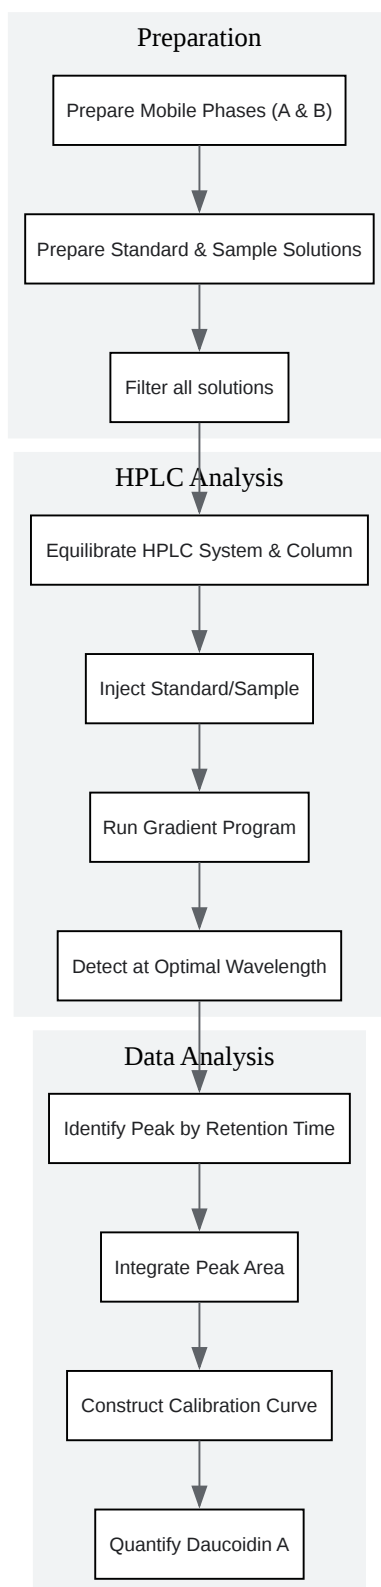 Preparation
Prepare Mobile Phases (A & B)
Prepare Standard & Sample Solutions
Filter all solutions
HPLC Analysis
Equilibrate HPLC System & Column
Inject Standard/Sample
Run Gradient Program
Detect at Optimal Wavelength
Data Analysis
Identify Peak by Retention Time
Integrate Peak Area
Construct Calibration Curve
Quantify Daucoidin A